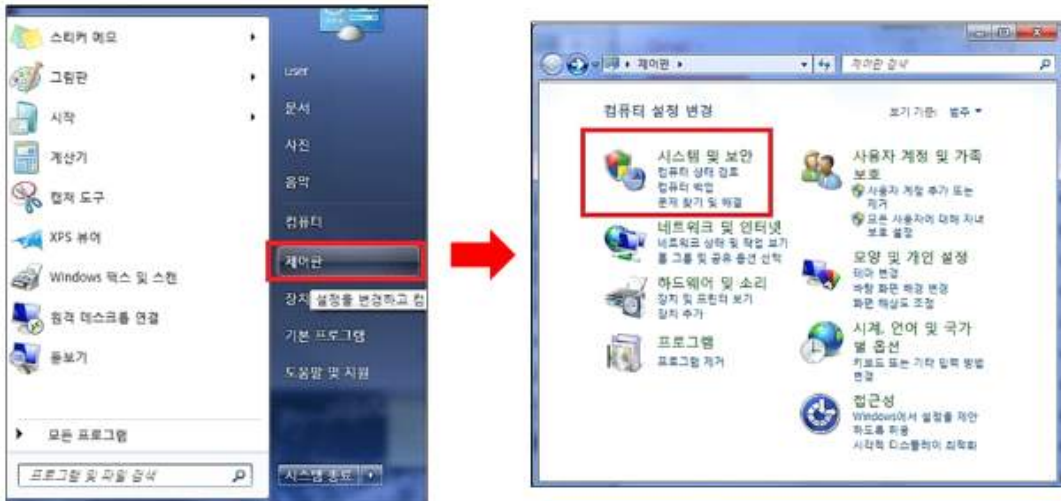 스티커 메모
그림판
시작
계산기
캡처 도구
XPS 뷰어
Windows 팩스 및 스캔
원격 데스크톱 연결
돋보기
모든 프로그램
프로그램 및 파일 검색
user
문서
사진
음악
컴퓨터
제어판
장치
설정을 변경하고 컴
기본 프로그램
도움말 및 지원
시스템 종료
제어판
제어판 검색
컴퓨터 설정 변경
보기 기준: 범주
시스템 및 보안
컴퓨터 상태 검토
컴퓨터 백업
문제 찾기 및 해결
네트워크 및 인터넷
네트워크 상태 및 작업 보기
홈 그룹 및 공유 옵션 선택
하드웨어 및 소리
장치 및 프린터 보기
장치 추가
프로그램
프로그램 제거
사용자 계정 및 가족
보호
사용자 계정 추가 또는
제거
모든 사용자에 대해 자녀
보호 설정
모양 및 개인 설정
테마 변경
바탕 화면 배경 변경
화면 해상도 조정
시계, 언어 및 국가
별 옵션
키보드 또는 기타 입력 방법
변경
접근성
Windows에서 설정을 제안
하도록 허용
시각적 디스플레이 최적화